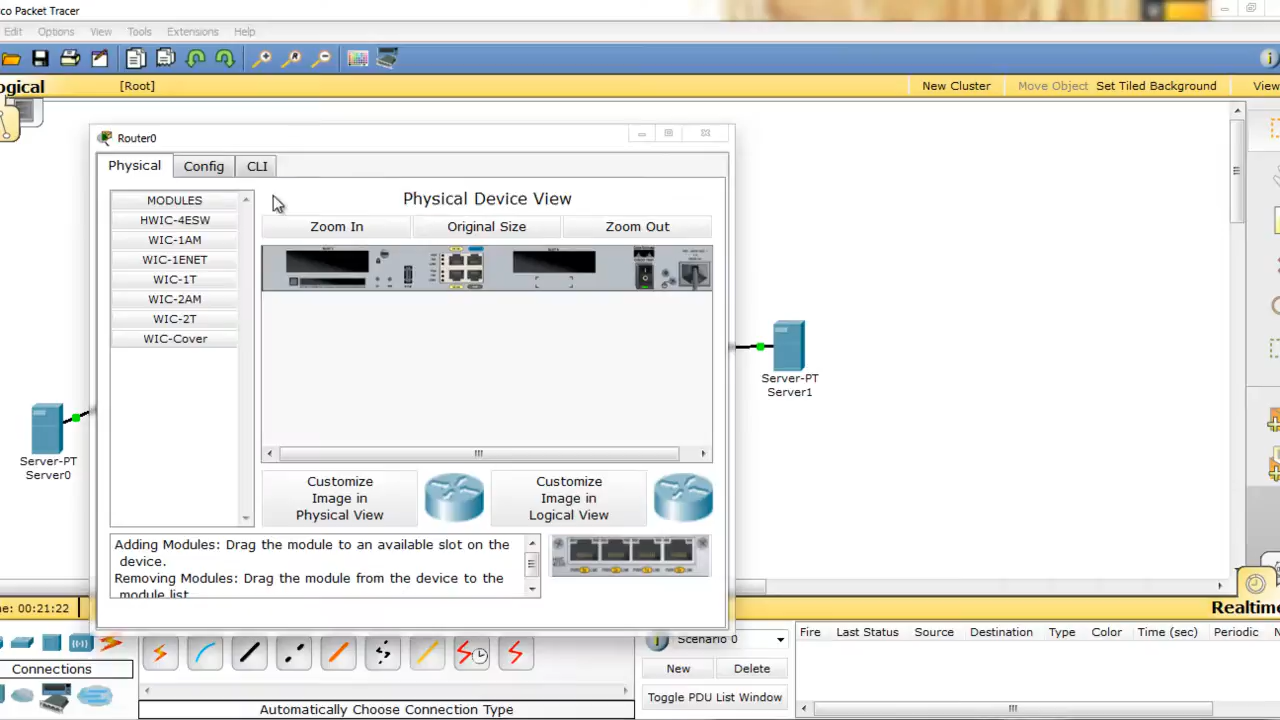 co Packet Tracer
Edit Options View Tools Extensions Help
ogical [Root] New Cluster Move Object Set Tiled Background View
Router0
Physical Config CLI
MODULES
HWIC-4ESW
WIC-1AM
WIC-1ENET
WIC-1T
WIC-2AM
WIC-2T
WIC-Cover
Physical Device View
Zoom In Original Size Zoom Out
Customize
Image in
Physical View
Customize
Image in
Logical View
Adding Modules: Drag the module to an available slot on the
device.
Removing Modules: Drag the module from the device to the
module list.
Server-PT
Server0
Server-PT
Server1
ne: 00:21:22
Realtime
Connections
Automatically Choose Connection Type
Scenario 0
New Delete
Toggle PDU List Window
Fire Last Status Source Destination Type Color Time (sec) Periodic